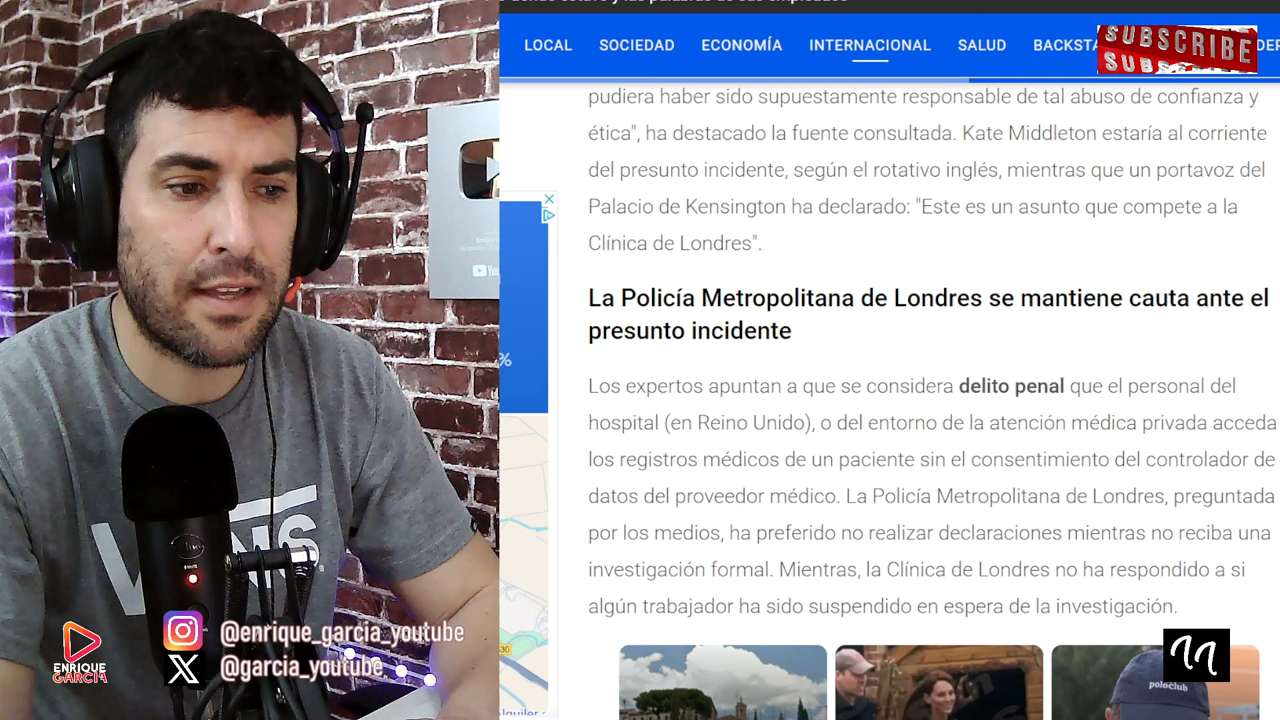 LOCAL SOCIEDAD ECONOMÍA INTERNACIONAL SALUD
SUBSCRIBE
pudiera haber sido supuestamente responsable de tal abuso de confianza y
ética", ha destacado la fuente consultada. Kate Middleton estaría al corriente
del presunto incidente, según el rotativo inglés, mientras que un portavoz del
Palacio de Kensington ha declarado: "Este es un asunto que compete a la
Clínica de Londres".
La Policía Metropolitana de Londres se mantiene cauta ante el
presunto incidente
Los expertos apuntan a que se considera delito penal que el personal del
hospital (en Reino Unido), o del entorno de la atención médica privada acceda
los registros médicos de un paciente sin el consentimiento del controlador de
datos del proveedor médico. La Policía Metropolitana de Londres, preguntada
por los medios, ha preferido no realizar declaraciones mientras no reciba una
investigación formal. Mientras, la Clínica de Londres no ha respondido a si
algún trabajador ha sido suspendido en espera de la investigación.
%
VANS
@enrique_garcia_youtube
@garcia_youtube
ENRIQUE
GARCIA
poloclub